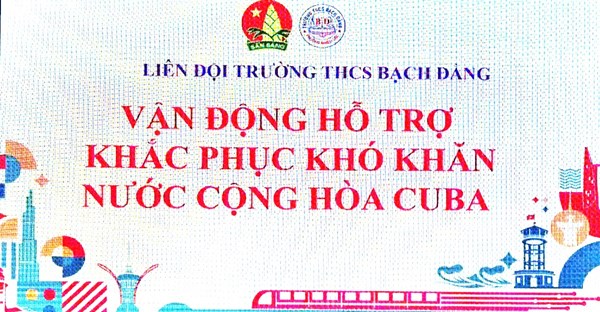 SẴN SÀNG
LIÊN ĐỘI TRƯỜNG THCS BẠCH ĐẰNG
VẬN ĐỘNG HỖ TRỢ
KHẮC PHỤC KHÓ KHĂN
NƯỚC CỘNG HÒA CUBA